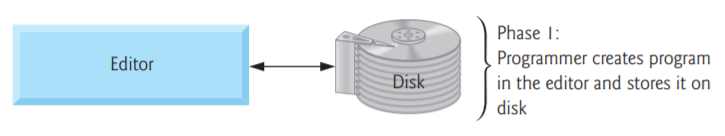 Editor
Disk
Phase 1:
Programmer creates program
in the editor and stores it on
disk